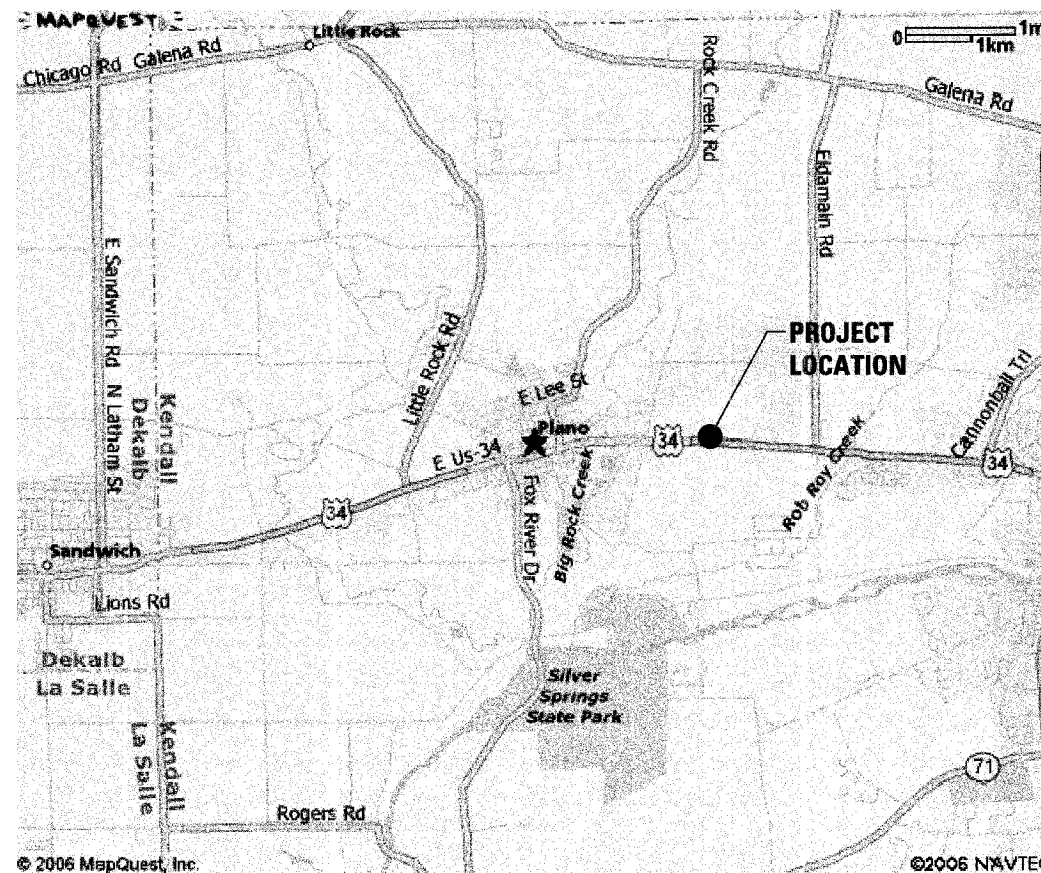 MAPQUEST
Little Rock
0 1m
1km
Chicago Rd Galena Rd
Rock Creek Rd
Galena Rd
Eldamain Rd
E Sandwich Rd N Latham St
Little Rock Rd
PROJECT
LOCATION
Kendall
Dekalb
E Lee St
Plano
Cannonball Trl
E Us-34
34
34
34
Fox River Dr
Big Rock Creek
Rob Roy Creek
Sandwich
Lions Rd
Dekalb
La Salle
Silver
Springs
State Park
Kendall
La Salle
71
Rogers Rd
© 2006 MapQuest, Inc.
©2006 NAVTEQ